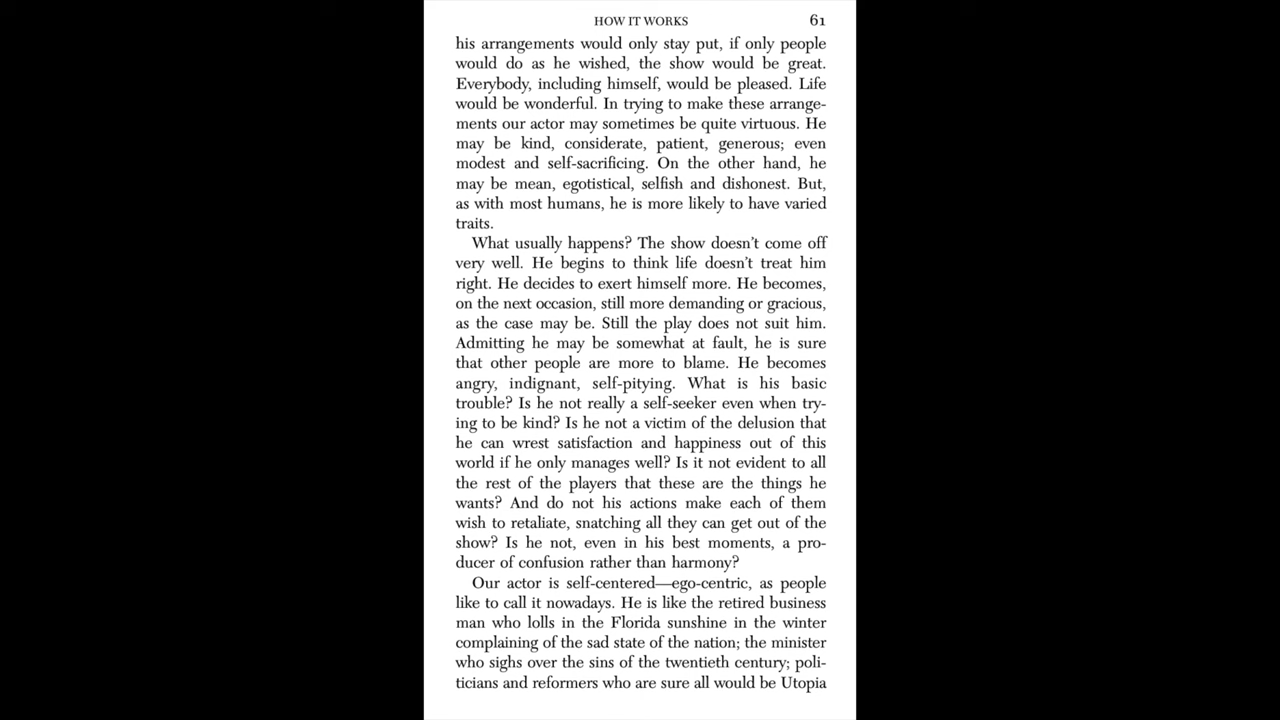 HOW IT WORKS 61
his arrangements would only stay put, if only people
would do as he wished, the show would be great.
Everybody, including himself, would be pleased. Life
would be wonderful. In trying to make these arrange-
ments our actor may sometimes be quite virtuous. He
may be kind, considerate, patient, generous; even
modest and self-sacrificing. On the other hand, he
may be mean, egotistical, selfish and dishonest. But,
as with most humans, he is more likely to have varied
traits.
What usually happens? The show doesn't come off
very well. He begins to think life doesn't treat him
right. He decides to exert himself more. He becomes,
on the next occasion, still more demanding or gracious,
as the case may be. Still the play does not suit him.
Admitting he may be somewhat at fault, he is sure
that other people are more to blame. He becomes
angry, indignant, self-pitying. What is his basic
trouble? Is he not really a self-seeker even when try-
ing to be kind? Is he not a victim of the delusion that
he can wrest satisfaction and happiness out of this
world if he only manages well? Is it not evident to all
the rest of the players that these are the things he
wants? And do not his actions make each of them
wish to retaliate, snatching all they can get out of the
show? Is he not, even in his best moments, a pro-
ducer of confusion rather than harmony?
Our actor is self-centered—ego-centric, as people
like to call it nowadays. He is like the retired business
man who lolls in the Florida sunshine in the winter
complaining of the sad state of the nation; the minister
who sighs over the sins of the twentieth century; poli-
ticians and reformers who are sure all would be Utopia